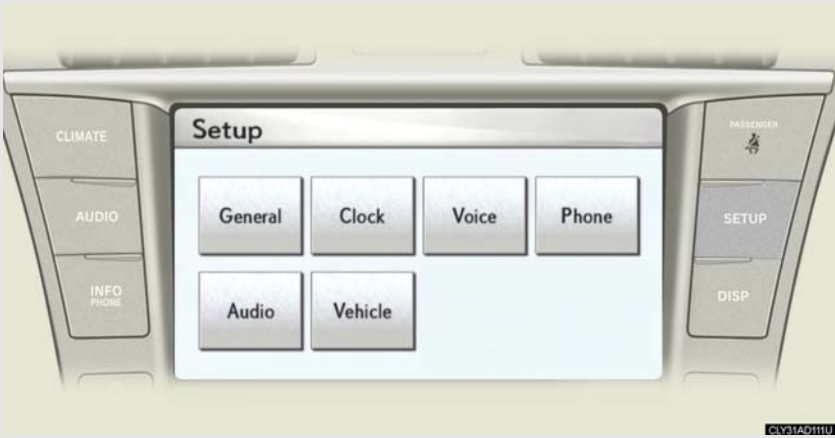 CLIMATE
AUDIO
INFO
PHONE
Setup
General Clock Voice Phone
Audio Vehicle
PASSENGER
SETUP
DISP
CLY31AD111U